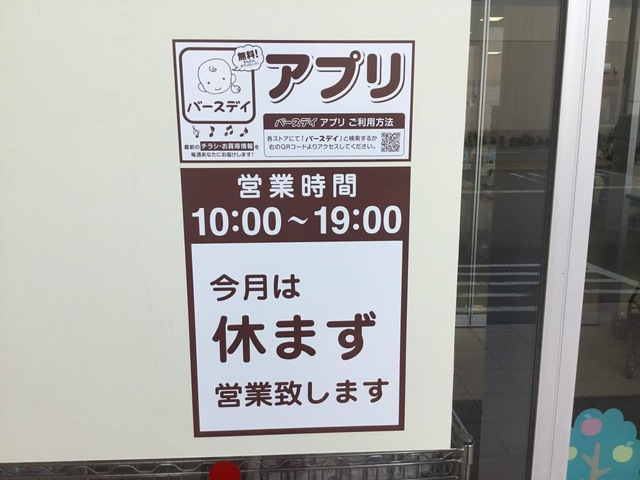 無料!
バースデイ
アプリ
バースデイ アプリ ご利用方法
各ストアにて「バースデイ」と検索するか
右のQRコードよりアクセスしてください。
最新の チラシ・お買得情報 を
毎週あなたにお届けします!
営業時間
10:00～19:00
今月は
休まず
営業致します